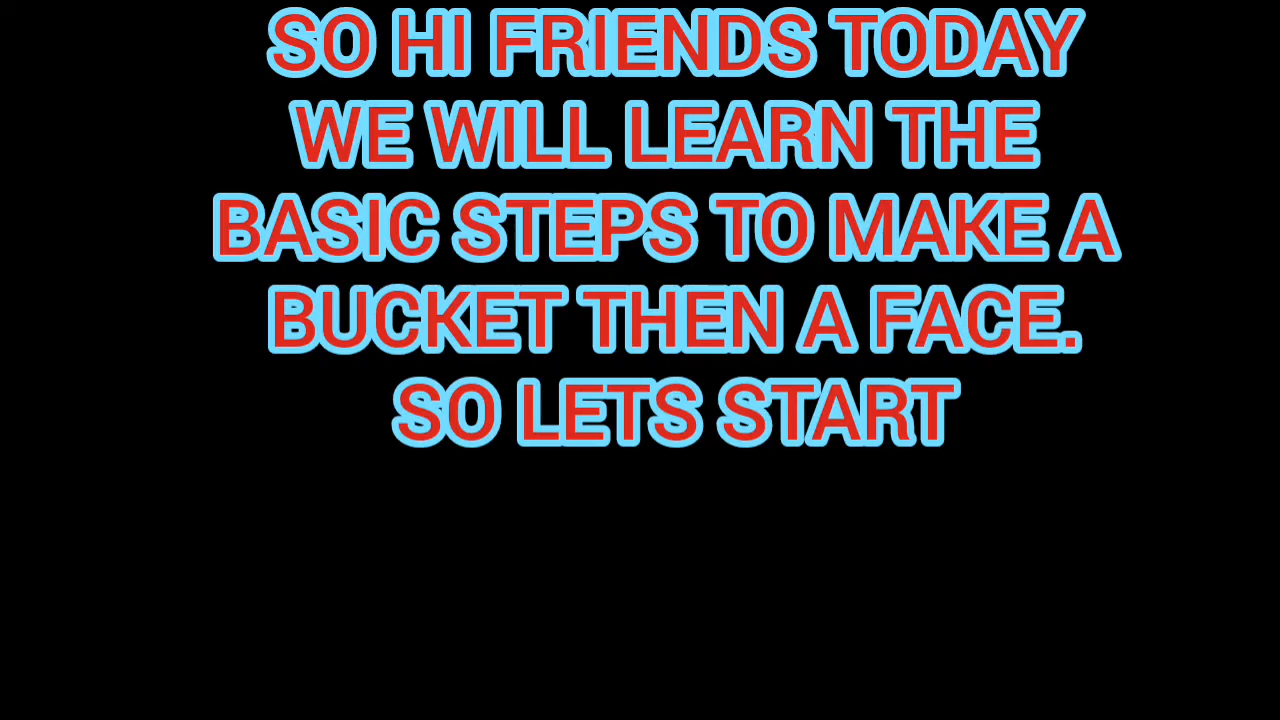 SO HI FRIENDS TODAY
WE WILL LEARN THE
BASIC STEPS TO MAKE A
BUCKET THEN A FACE.
SO LETS START